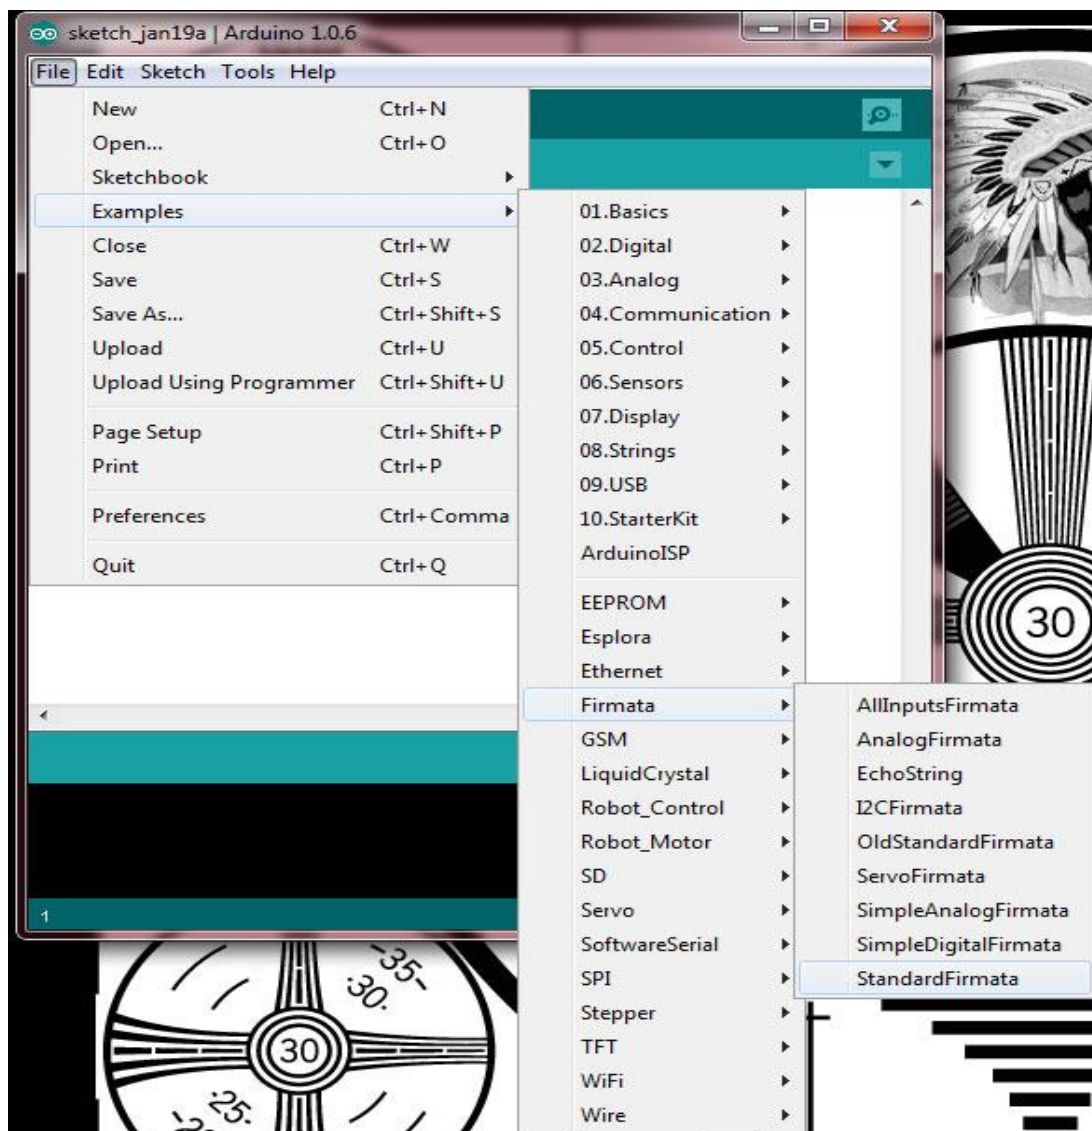 sketch_jan19a | Arduino 1.0.6
File Edit Sketch Tools Help
New Ctrl+N
Open... Ctrl+O
Sketchbook
Examples
Close Ctrl+W
Save Ctrl+S
Save As... Ctrl+Shift+S
Upload Ctrl+U
Upload Using Programmer Ctrl+Shift+U
Page Setup Ctrl+Shift+P
Print Ctrl+P
Preferences Ctrl+Comma
Quit Ctrl+Q
01.Basics
02.Digital
03.Analog
04.Communication
05.Control
06.Sensors
07.Display
08.Strings
09.USB
10.StarterKit
ArduinoISP
EEPROM
Esplora
Ethernet
Firmata
GSM
LiquidCrystal
Robot_Control
Robot_Motor
SD
Servo
SoftwareSerial
SPI
Stepper
TFT
WiFi
Wire
AllInputsFirmata
AnalogFirmata
EchoString
I2CFirmata
OldStandardFirmata
ServoFirmata
SimpleAnalogFirmata
SimpleDigitalFirmata
StandardFirmata
1
30
-35-
·30·
30
·25-